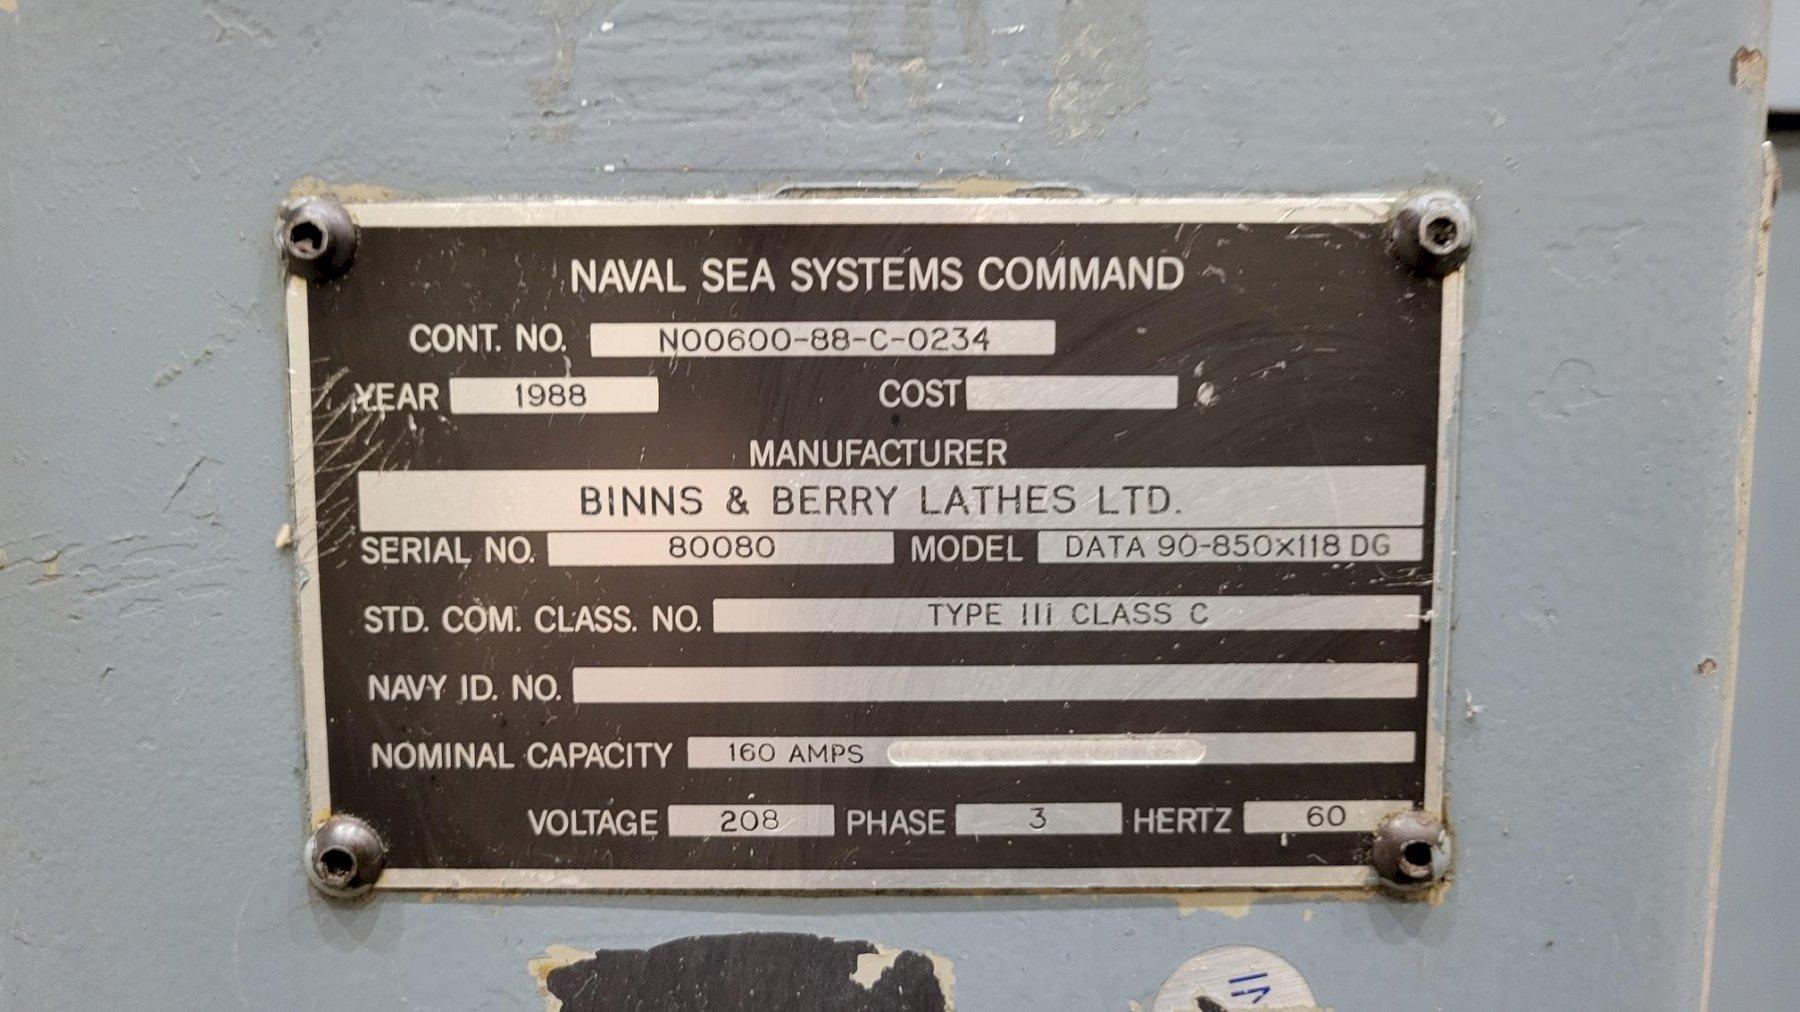 NAVAL SEA SYSTEMS COMMAND
CONT. NO. N00600-88-C-0234
YEAR 1988 COST
MANUFACTURER
BINNS & BERRY LATHES LTD.
SERIAL NO. 80080 MODEL DATA 90-850x118 DG
STD. COM. CLASS. NO. TYPE IIi CLASS C
NAVY ID. NO.
NOMINAL CAPACITY 160 AMPS
VOLTAGE 208 PHASE 3 HERTZ 60